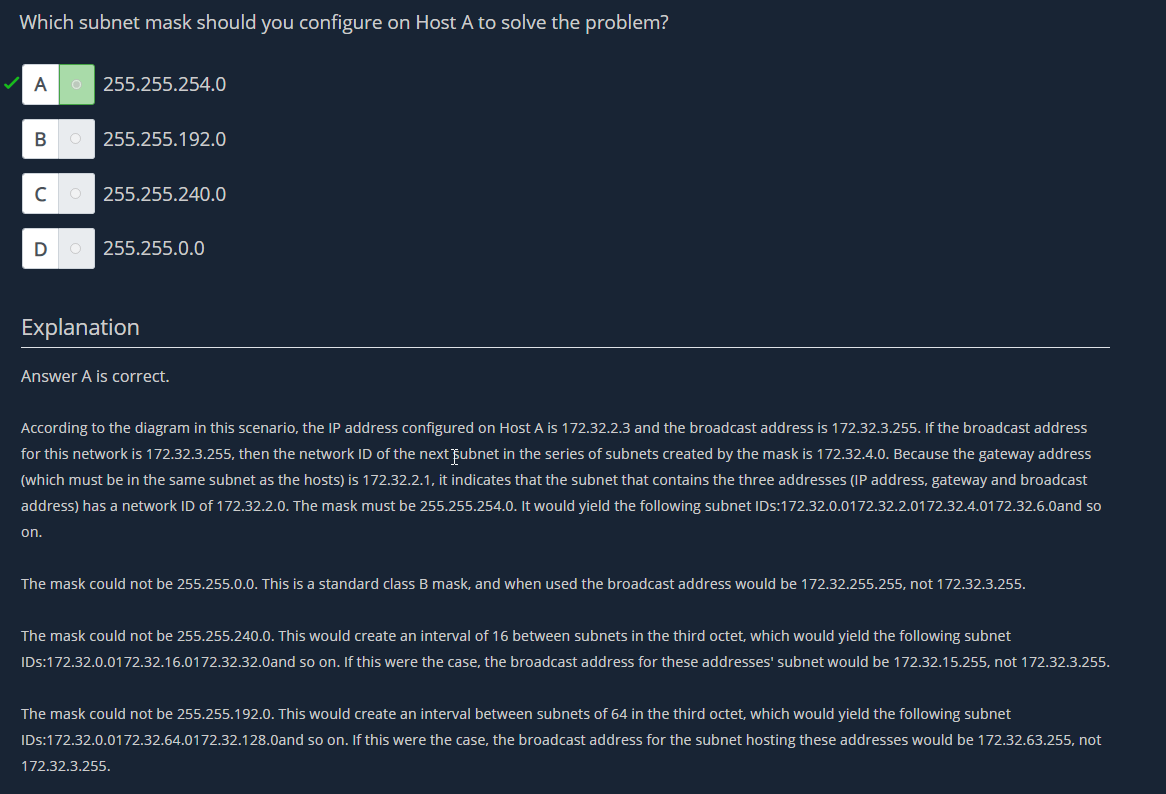 Which subnet mask should you configure on Host A to solve the problem?
A 255.255.254.0
B 255.255.192.0
C 255.255.240.0
D 255.255.0.0
Explanation
Answer A is correct.
According to the diagram in this scenario, the IP address configured on Host A is 172.32.2.3 and the broadcast address is 172.32.3.255. If the broadcast address
for this network is 172.32.3.255, then the network ID of the next subnet in the series of subnets created by the mask is 172.32.4.0. Because the gateway address
(which must be in the same subnet as the hosts) is 172.32.2.1, it indicates that the subnet that contains the three addresses (IP address, gateway and broadcast
address) has a network ID of 172.32.2.0. The mask must be 255.255.254.0. It would yield the following subnet IDs:172.32.0.0172.32.2.0172.32.4.0172.32.6.0and so
on.
The mask could not be 255.255.0.0. This is a standard class B mask, and when used the broadcast address would be 172.32.255.255, not 172.32.3.255.
The mask could not be 255.255.240.0. This would create an interval of 16 between subnets in the third octet, which would yield the following subnet
IDs:172.32.0.0172.32.16.0172.32.32.0and so on. If this were the case, the broadcast address for these addresses' subnet would be 172.32.15.255, not 172.32.3.255.
The mask could not be 255.255.192.0. This would create an interval between subnets of 64 in the third octet, which would yield the following subnet
IDs:172.32.0.0172.32.64.0172.32.128.0and so on. If this were the case, the broadcast address for the subnet hosting these addresses would be 172.32.63.255, not
172.32.3.255.